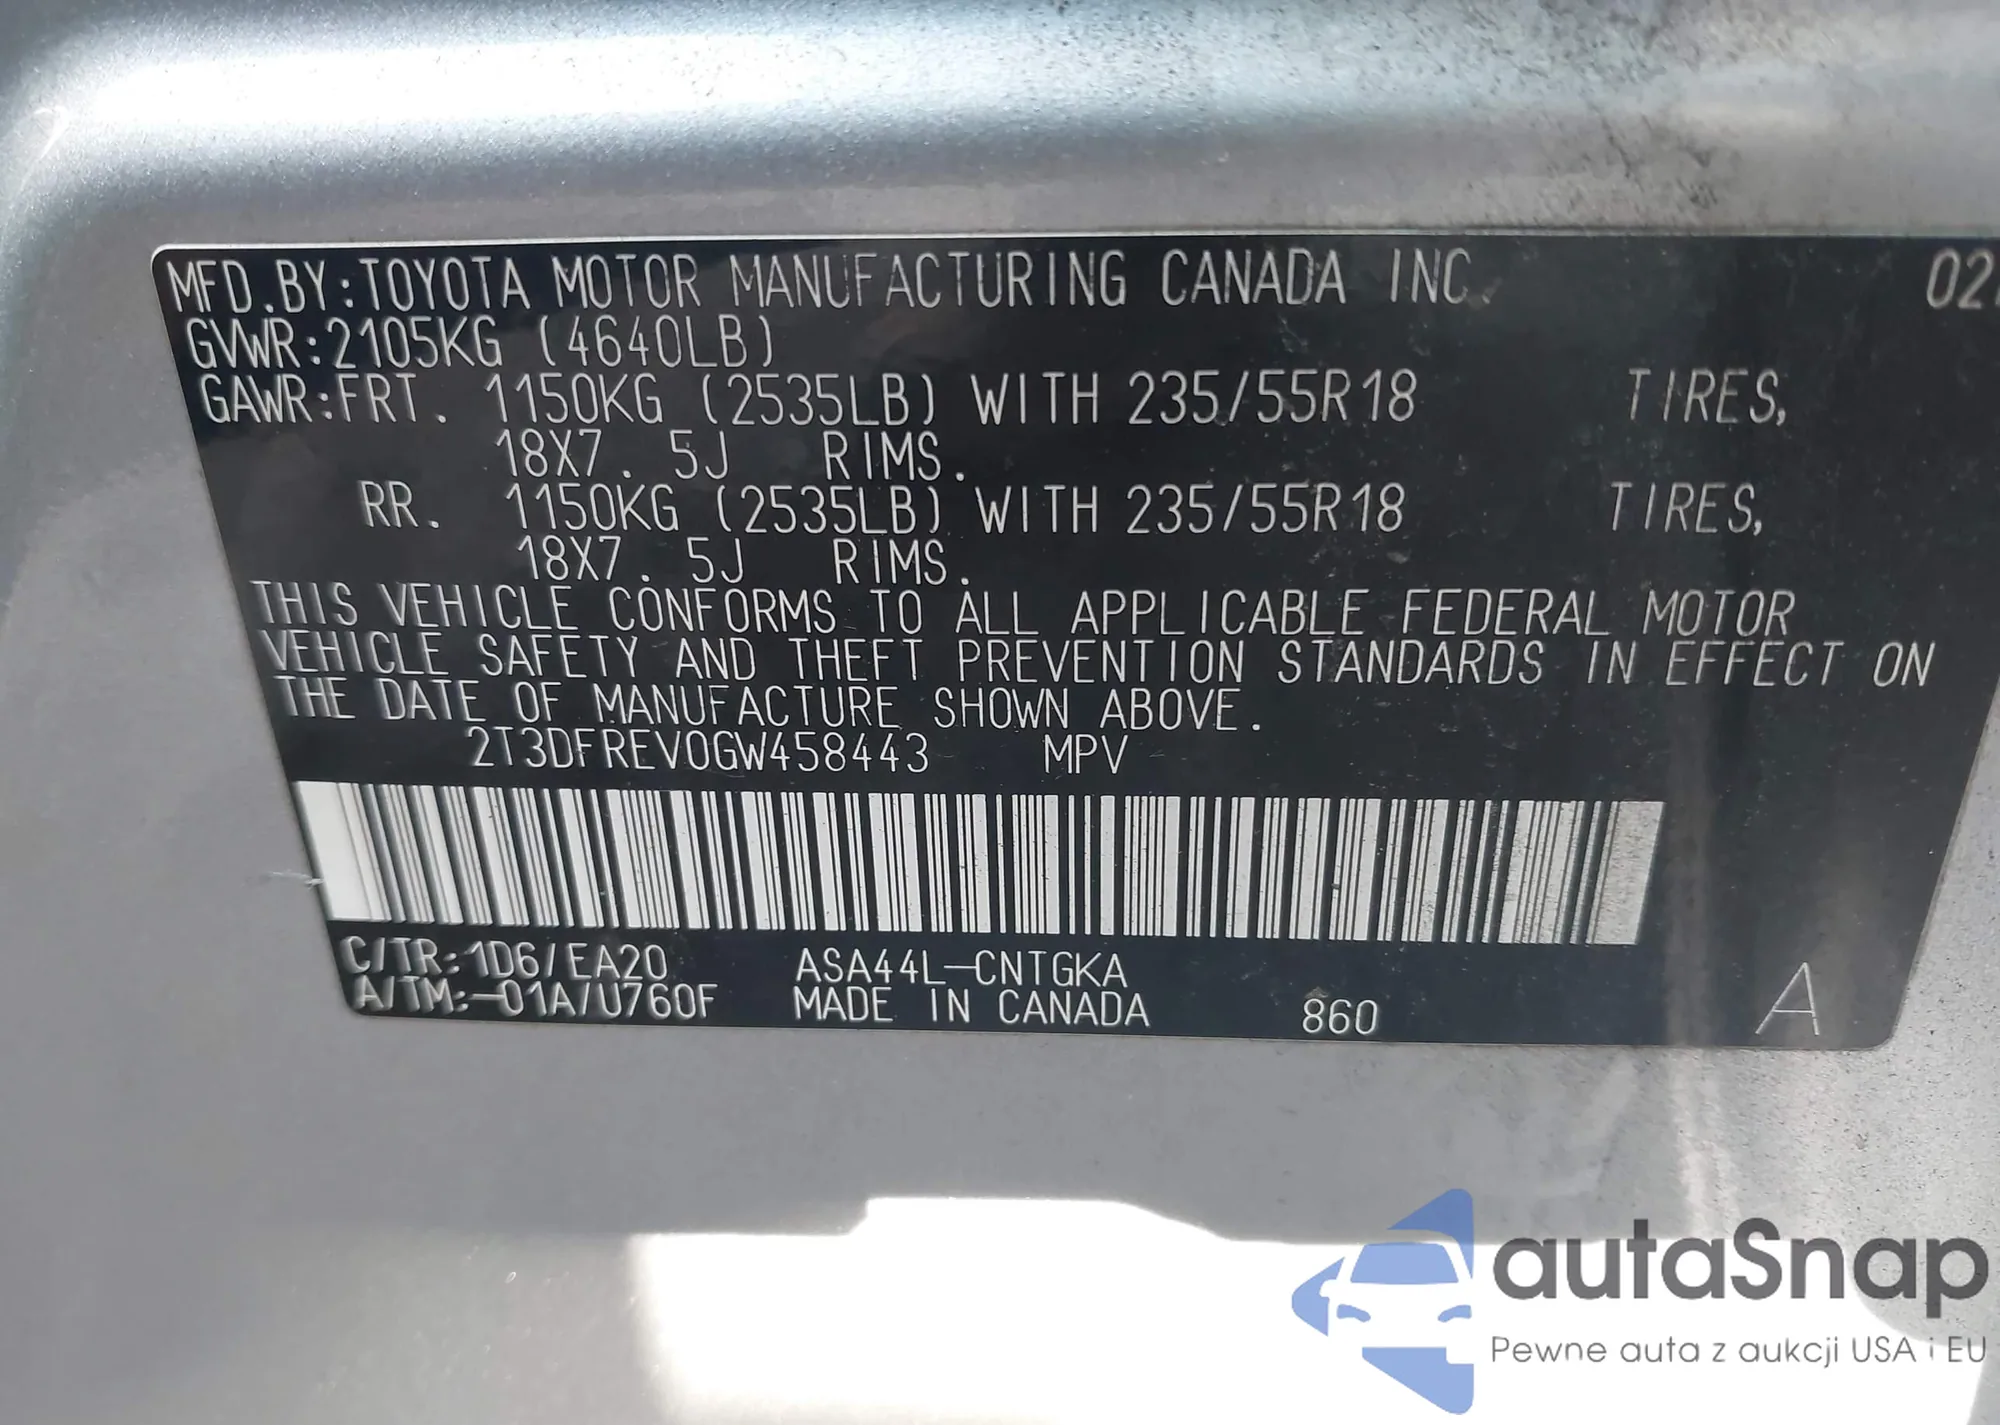 MFD.BY:TOYOTA MOTOR MANUFACTURING CANADA INC. 02
GVWR:2105KG (4640LB)
GAWR:FRT. 1150KG (2535LB) WITH 235/55R18 TIRES,
18X7.5J RIMS.
RR. 1150KG (2535LB) WITH 235/55R18 TIRES,
18X7.5J RIMS.
THIS VEHICLE CONFORMS TO ALL APPLICABLE FEDERAL MOTOR
VEHICLE SAFETY AND THEFT PREVENTION STANDARDS IN EFFECT ON
THE DATE OF MANUFACTURE SHOWN ABOVE.
2T3DFREV0GW458443 MPV
C/TR:1D6/EA20 ASA44L-CNTGKA
A/TM:-01A/U760F MADE IN CANADA 860 A
autaSnap
Pewne auta z aukcji USA i EU